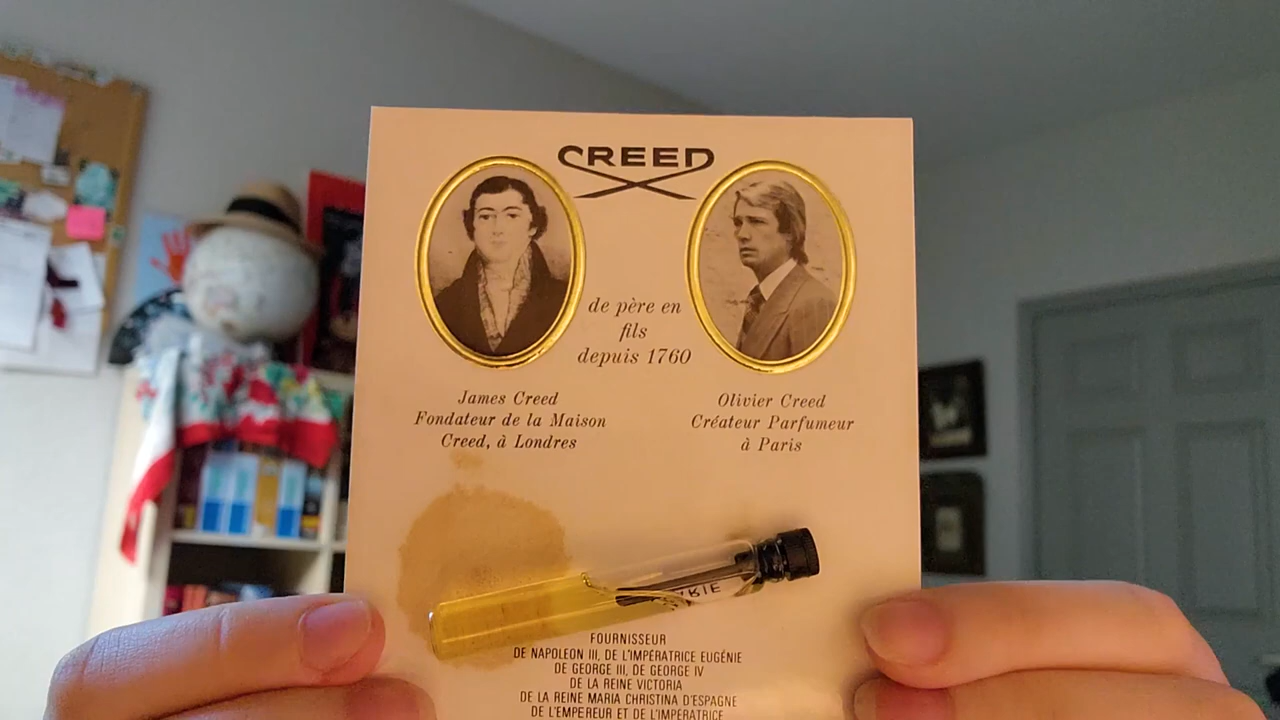 CREED
de père en
fils
depuis 1760
James Creed
Fondateur de la Maison
Creed, à Londres
Olivier Creed
Créateur Parfumeur
à Paris
FOURNISSEUR
DE NAPOLEON III, DE L'IMPÉRATRICE EUGÉNIE
DE GEORGE III, DE GEORGE IV
DE LA REINE VICTORIA
DE LA REINE MARIA CHRISTINA D'ESPAGNE
DE L'EMPEREUR ET DE L'IMPÉRATRICE